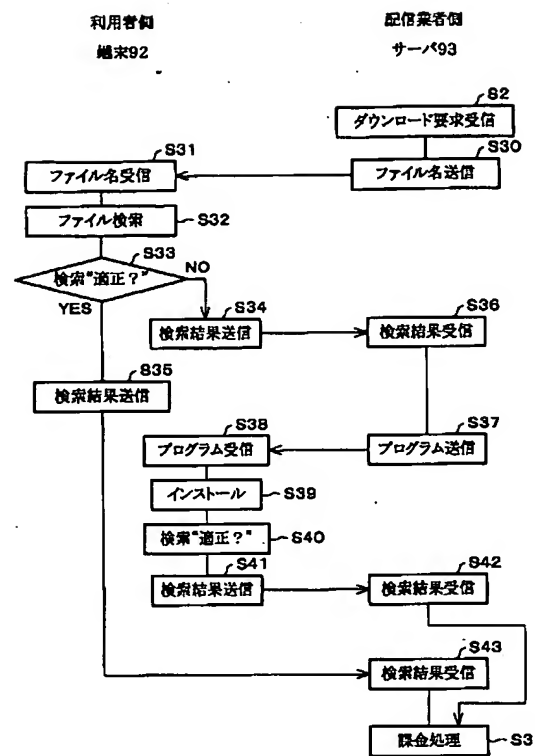 利用者側
端末92
配信業者側
サーバ93
S2
ダウンロード要求受信
S30
ファイル名送信
S31
ファイル名受信
S32
ファイル検索
S33
検索"適正?"
NO
YES
S34
検索結果送信
S36
検索結果受信
S35
検索結果送信
S37
プログラム送信
S38
プログラム受信
S39
インストール
S40
検索"適正?"
S41
検索結果送信
S42
検索結果受信
S43
検索結果受信
S3
課金処理